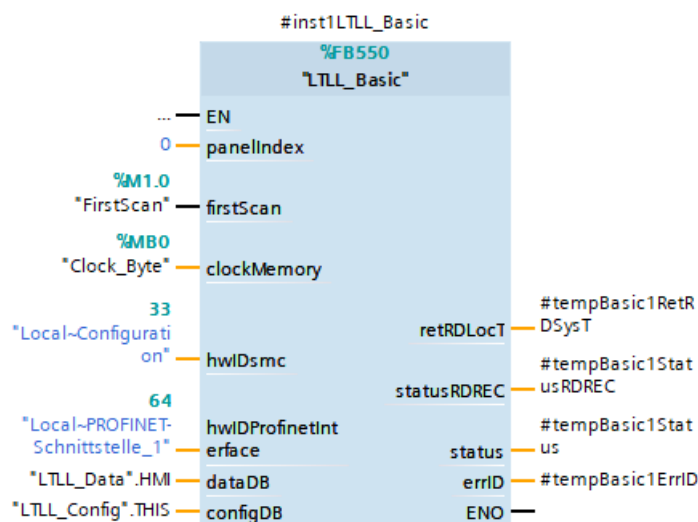 #inst1LTLL_Basic
%FB550
"LTLL_Basic"
... EN
0 panelIndex
%M1.0
"FirstScan" firstScan
%MB0
"Clock_Byte" clockMemory
33
"Local~Configurati
on" hwIDsmc
64
"Local~PROFINET-
Schnittstelle_1" hwIDProfinetInt
erface
"LTLL_Data".HMI dataDB
"LTLL_Config".THIS configDB
#tempBasic1RetR
retRDLocT DSysT
#tempBasic1Stat
statusRDREC usRDREC
#tempBasic1Stat
status us
errID #tempBasic1ErrID
ENO